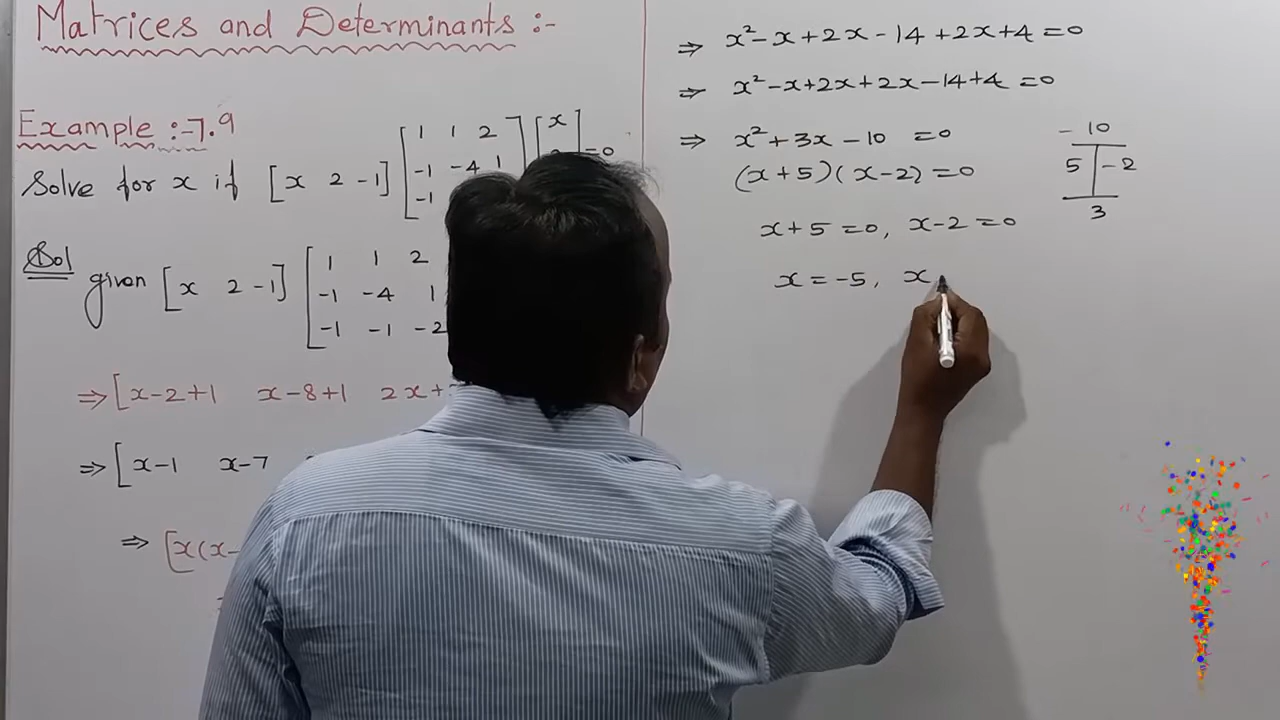 Matrices and Determinants :-
Example :- 7.9
Solve for x if [x 2 -1] [1 1 2 [x
-1 -4 1 =0
-1
Sol
given [x 2 -1] [1 1 2
-1 -4 1
-1 -1 -2
⇒ [x-2+1 x-8+1 2x+
⇒ [x-1 x-7
⇒ [x(x-
⇒ x²-x+2x-14+2x+4=0
⇒ x²-x+2x+2x-14+4=0
⇒ x²+3x-10 =0
(x+5)(x-2)=0
x+5=0, x-2=0
x=-5, x
-10
5 -2
3